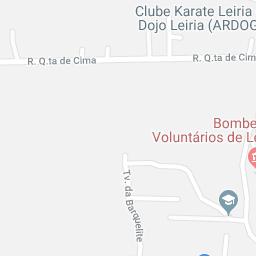 Clube Karate Leiria
Dojo Leiria (ARDOG
R. Q.ta de Cima
R. Q.ta de Cima
Bombe
Voluntários de Le
Tv. da Barquelite